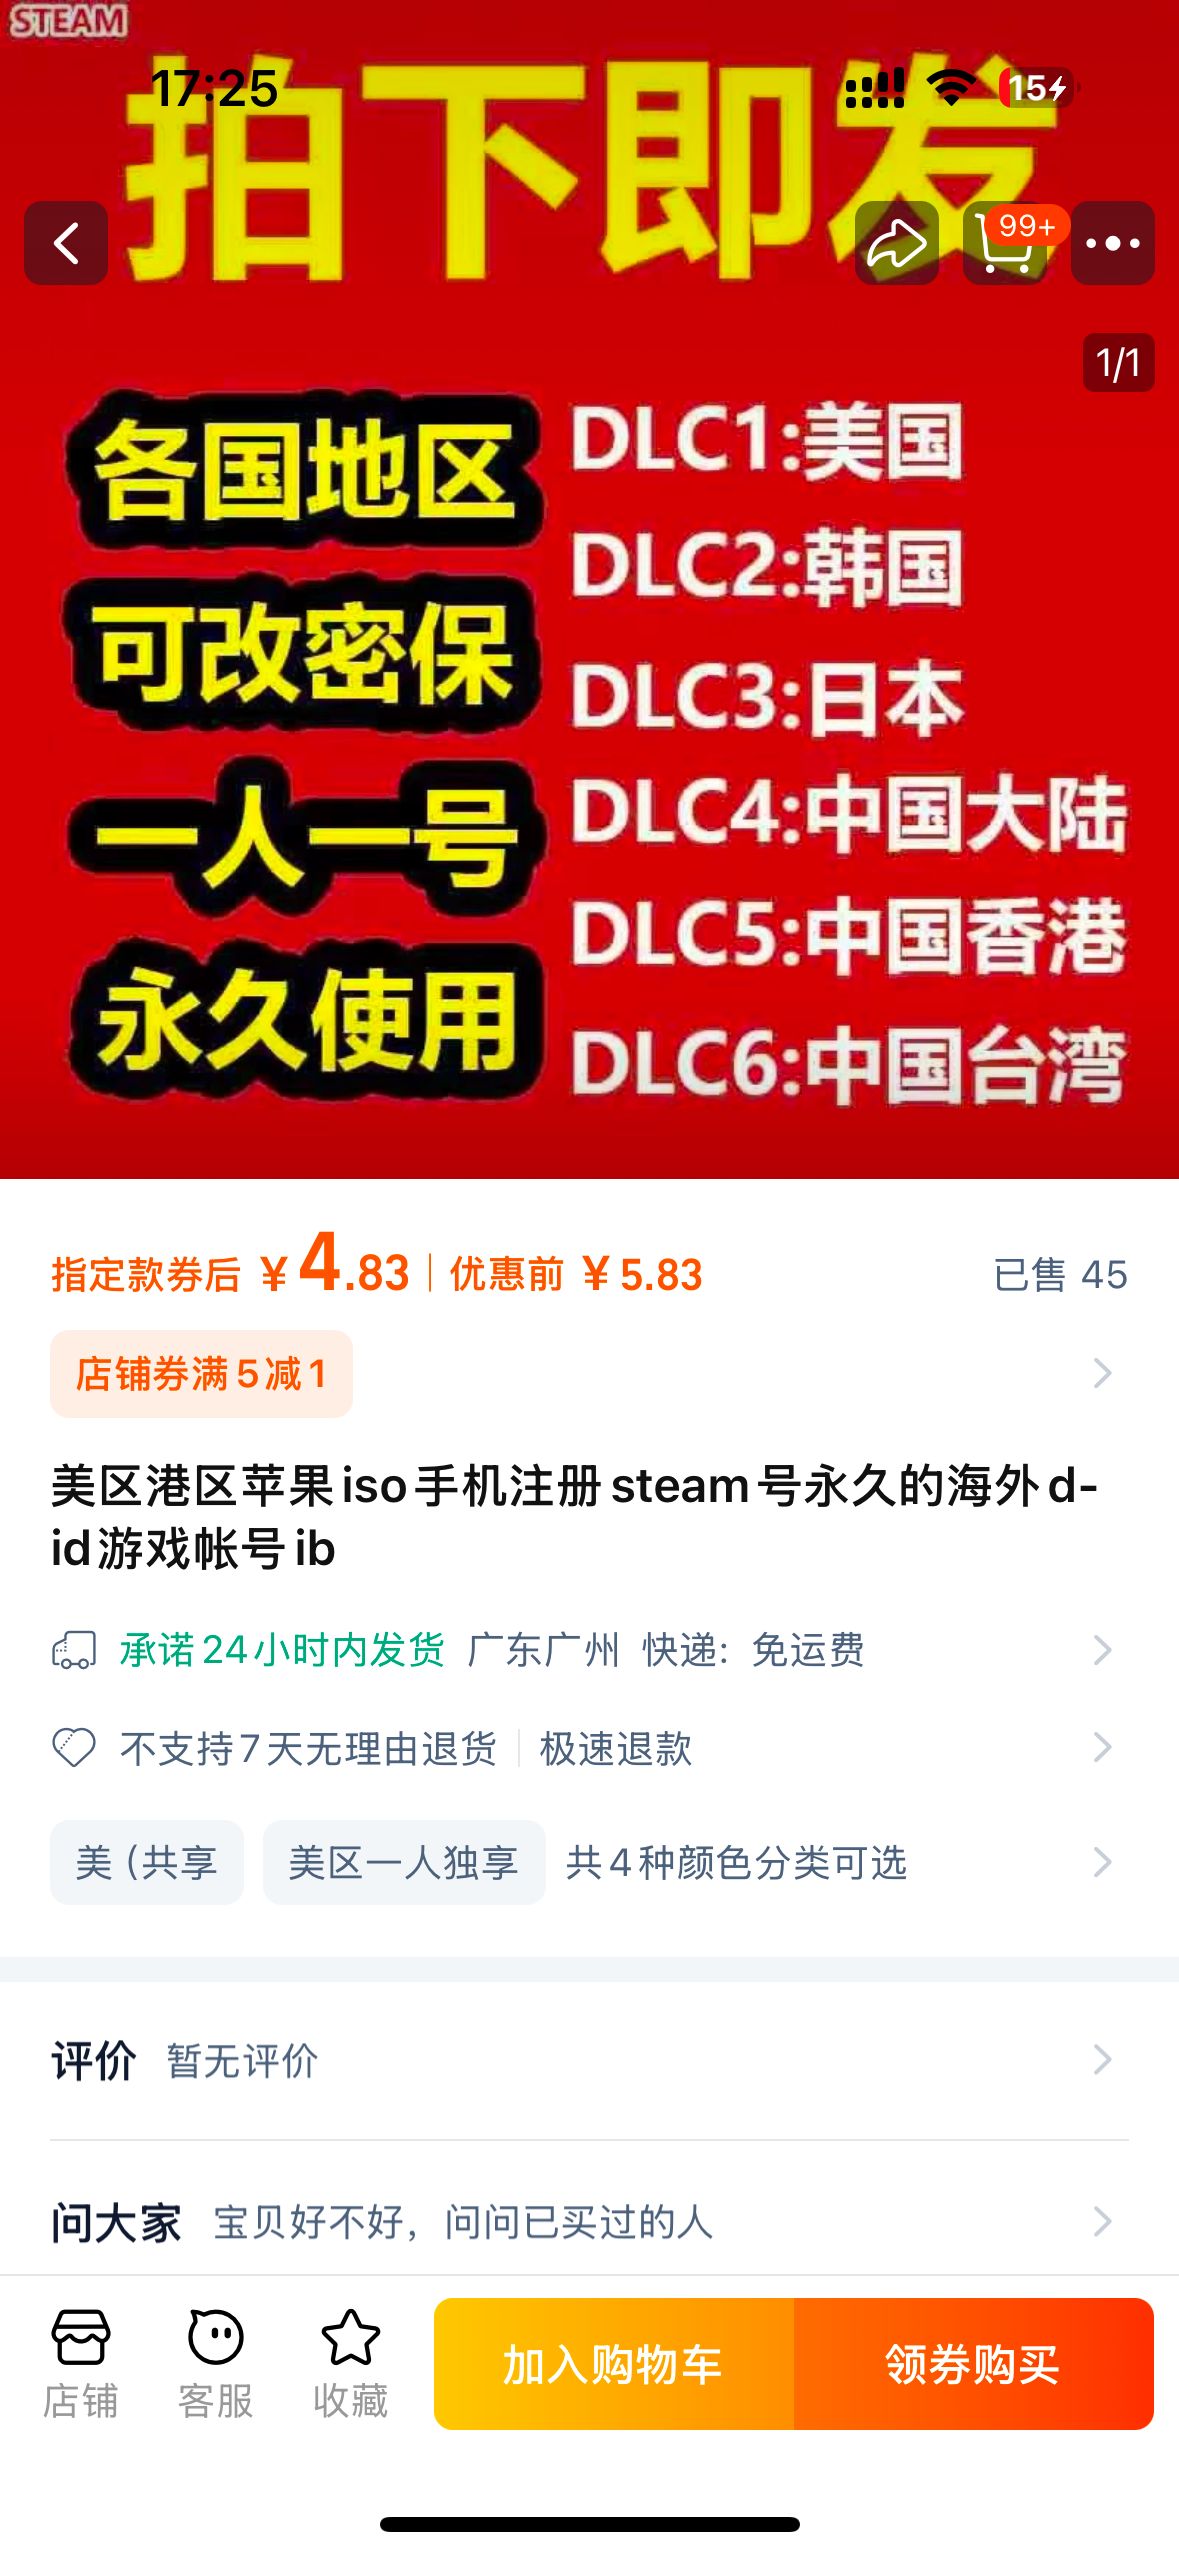 STEAM
拍下即发
17:25
15
99+
1/1
各国地区
可改密保
一人一号
永久使用
DLC1:美国
DLC2:韩国
DLC3:日本
DLC4:中国大陆
DLC5:中国香港
DLC6:中国台湾
指定款券后 ¥4.83 优惠前 ¥5.83
已售 45
店铺券满5减1
美区港区苹果iso手机注册steam号永久的海外d-
id游戏帐号ib
承诺24小时内发货 广东广州 快递: 免运费
不支持7天无理由退货 极速退款
美（共享 美区一人独享 共4种颜色分类可选
评价 暂无评价
问大家 宝贝好不好，问问已买过的人
店铺 客服 收藏 加入购物车 领券购买